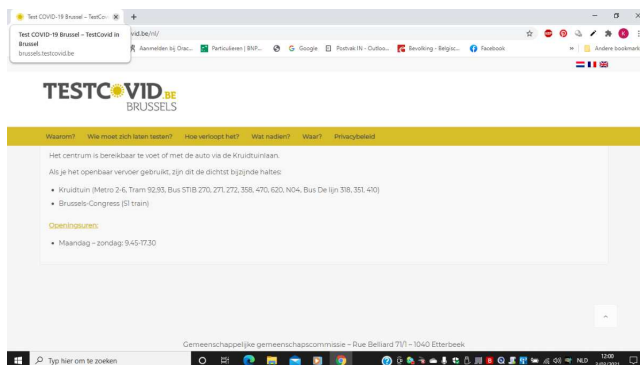 Test COVID-19 Brussel – TestCov
Test COVID-19 Brussel – TestCovid in
Brussel
brussels.testcovid.be
vid.be/nl/
Aanmelden bij Orac...
Particulieren | BNP...
Google
Postvak IN - Outloo...
Bevolking - Belgisc...
Facebook
»
Andere bookmark
TESTCOVID.BE
BRUSSELS
Waarom? Wie moet zich laten testen? Hoe verloopt het? Wat nadien? Waar? Privacybeleid
Het centrum is bereikbaar te voet of met de auto via de Kruidtuinlaan.
Als je het openbaar vervoer gebruikt, zijn dit de dichtst bijzijnde haltes:
• Kruidtuin (Metro 2-6, Tram 92,93, Bus STIB 270, 271, 272, 358, 470, 620, N04, Bus De lijn 318, 351, 410)
• Brussels-Congress (S1 train)
Openingsuren:
• Maandag – zondag: 9.45-17.30
Gemeenschappelijke gemeenschapscommissie – Rue Belliard 71/1 – 1040 Etterbeek
Typ hier om te zoeken
NLD
12:00